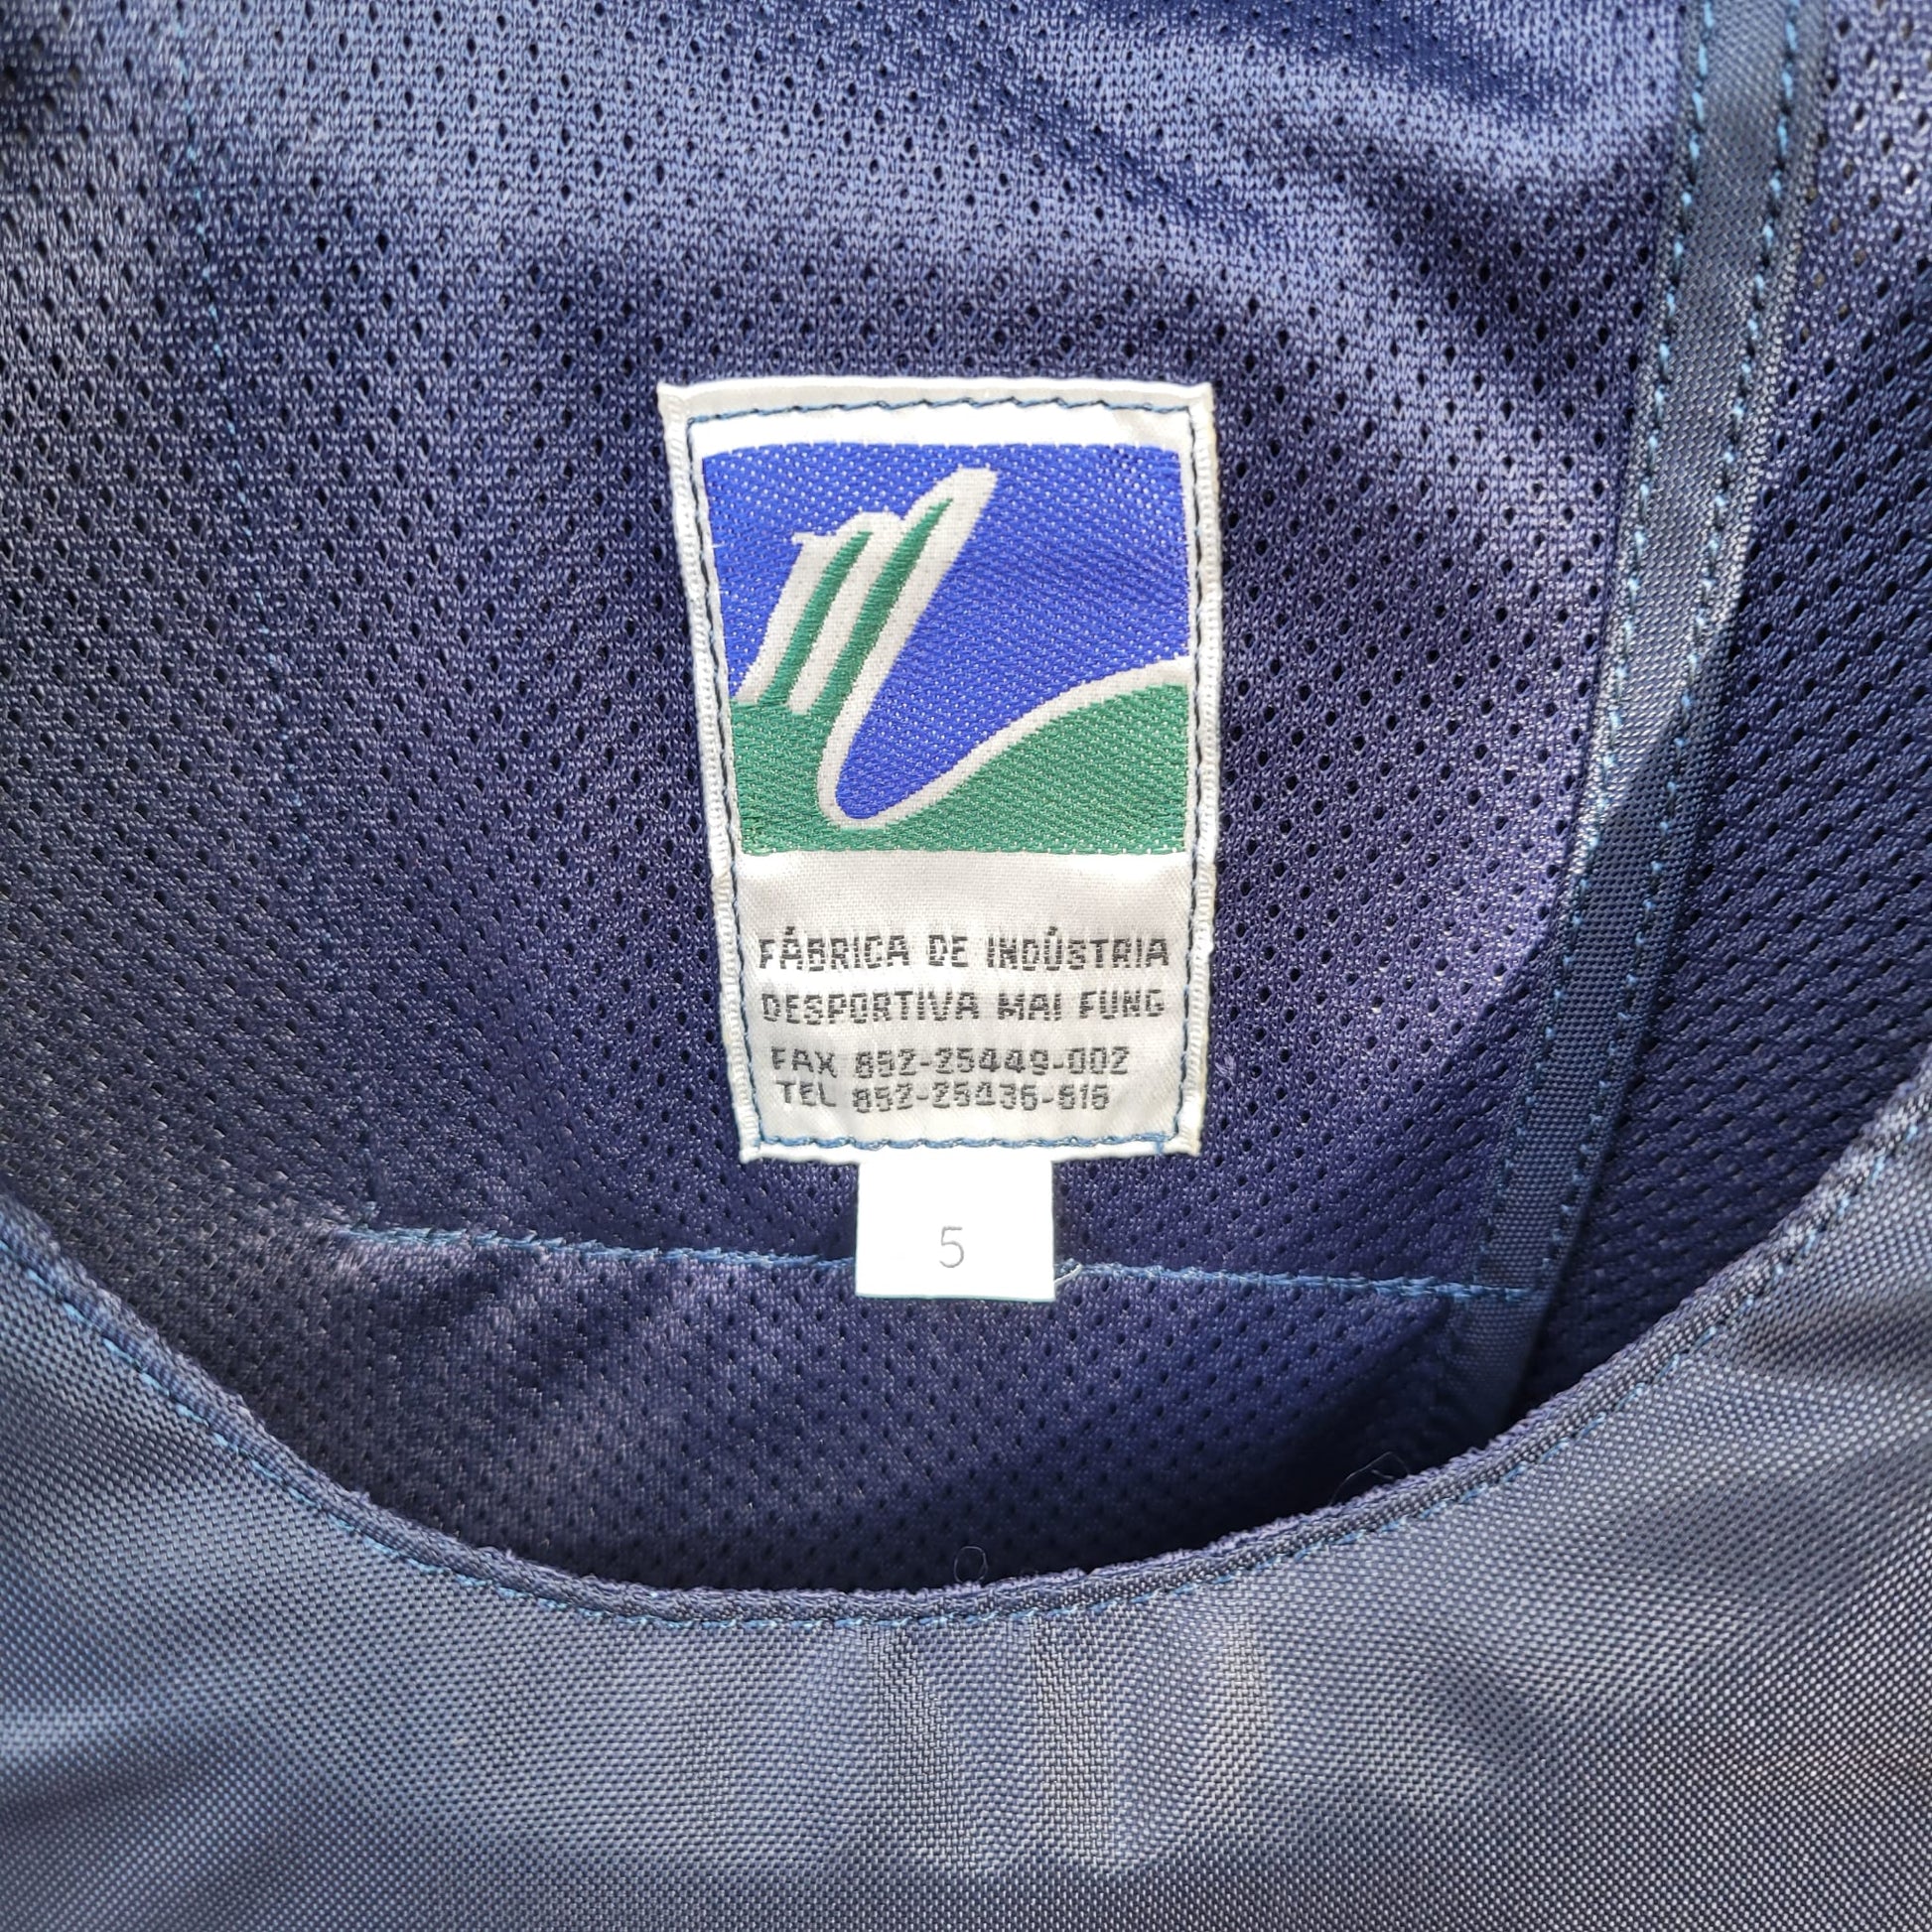 FÁBRICA DE INDÚSTRIA
DESPORTIVA MAI FUNG
FAX 852-25449-002
TEL 852-25436-616
5